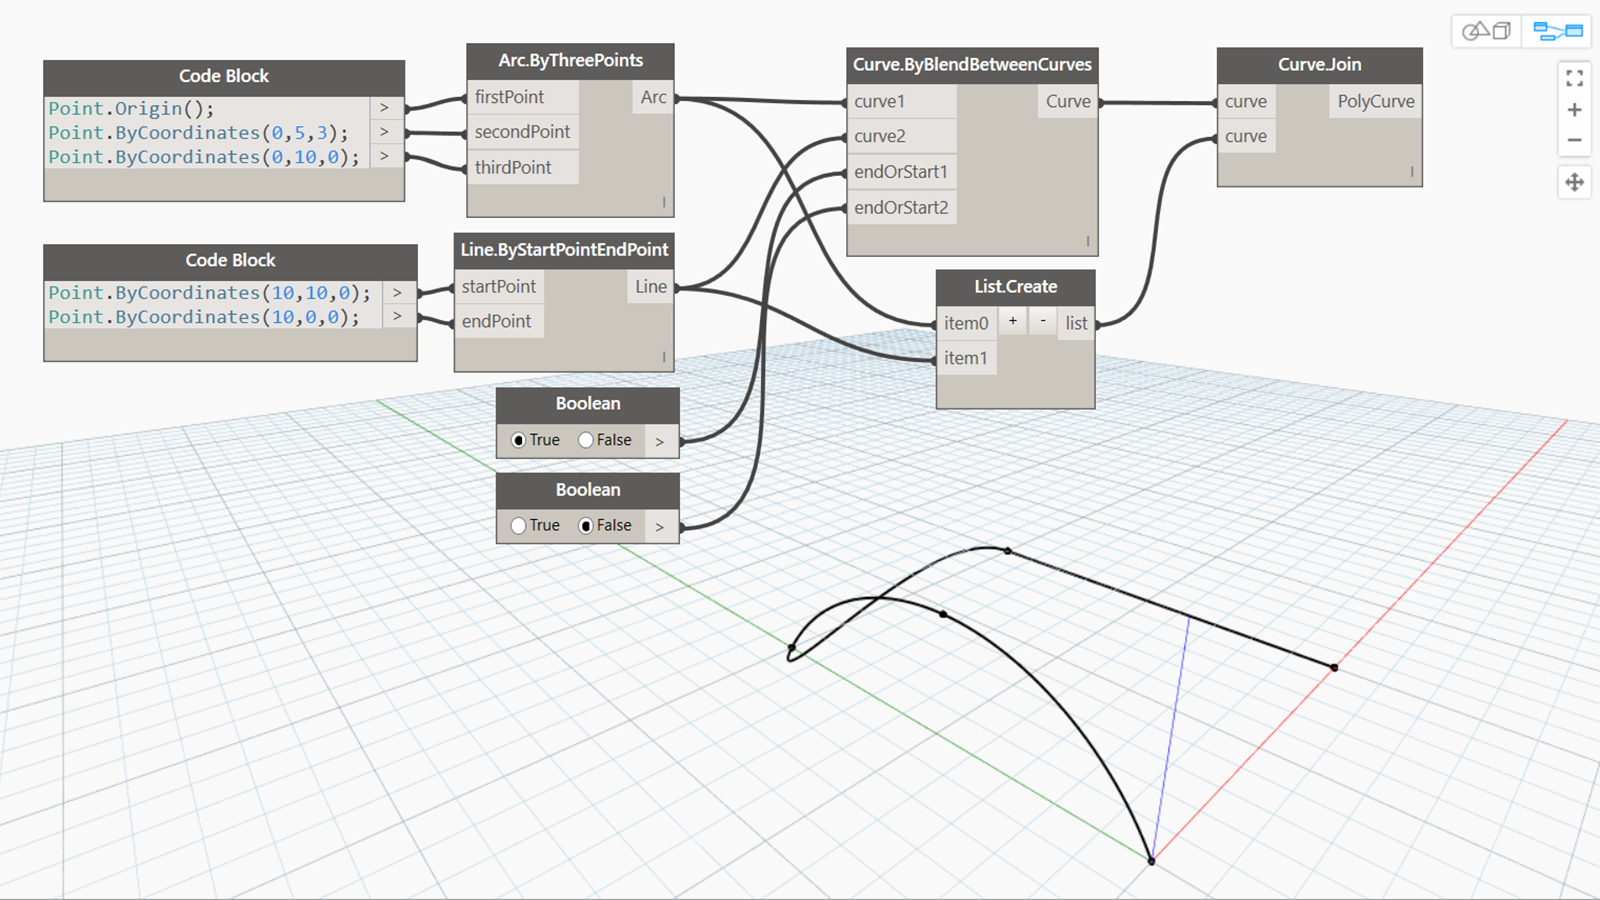 Code Block
Point.Origin(); >
Point.ByCoordinates(0,5,3); >
Point.ByCoordinates(0,10,0); >
Arc.ByThreePoints
firstPoint Arc
secondPoint
thirdPoint
Curve.ByBlendBetweenCurves
curve1 Curve
curve2
endOrStart1
endOrStart2
Curve.Join
curve PolyCurve
curve
Code Block
Point.ByCoordinates(10,10,0); >
Point.ByCoordinates(10,0,0); >
Line.ByStartPointEndPoint
startPoint Line
endPoint
List.Create
item0 + - list
item1
Boolean
True False >
Boolean
True False >